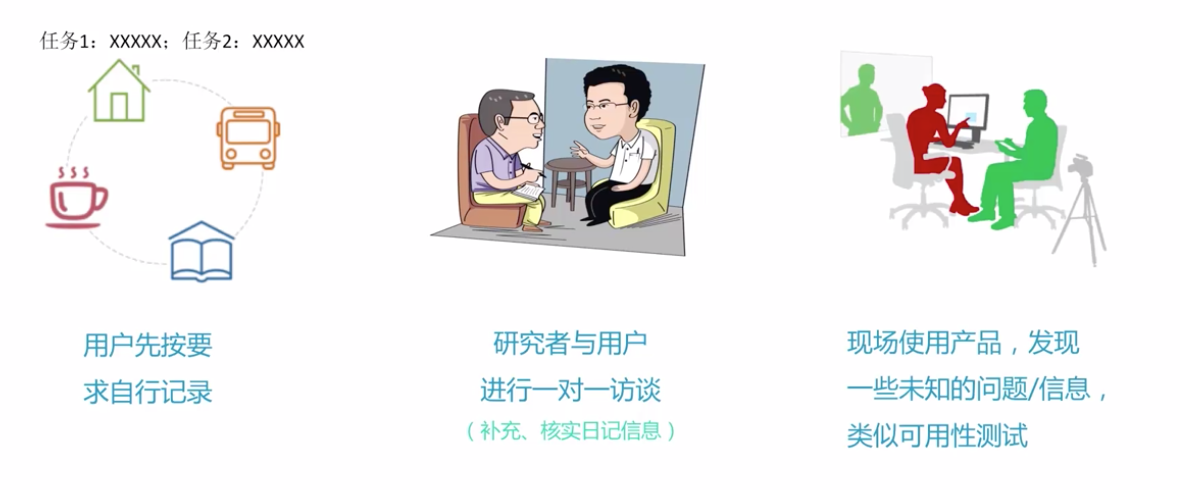 任务1：XXXXX；任务2：XXXXX
用户先按要
求自行记录
研究者与用户
进行一对一访谈
（补充、核实日记信息）
现场使用产品，发现
一些未知的问题/信息，
类似可用性测试